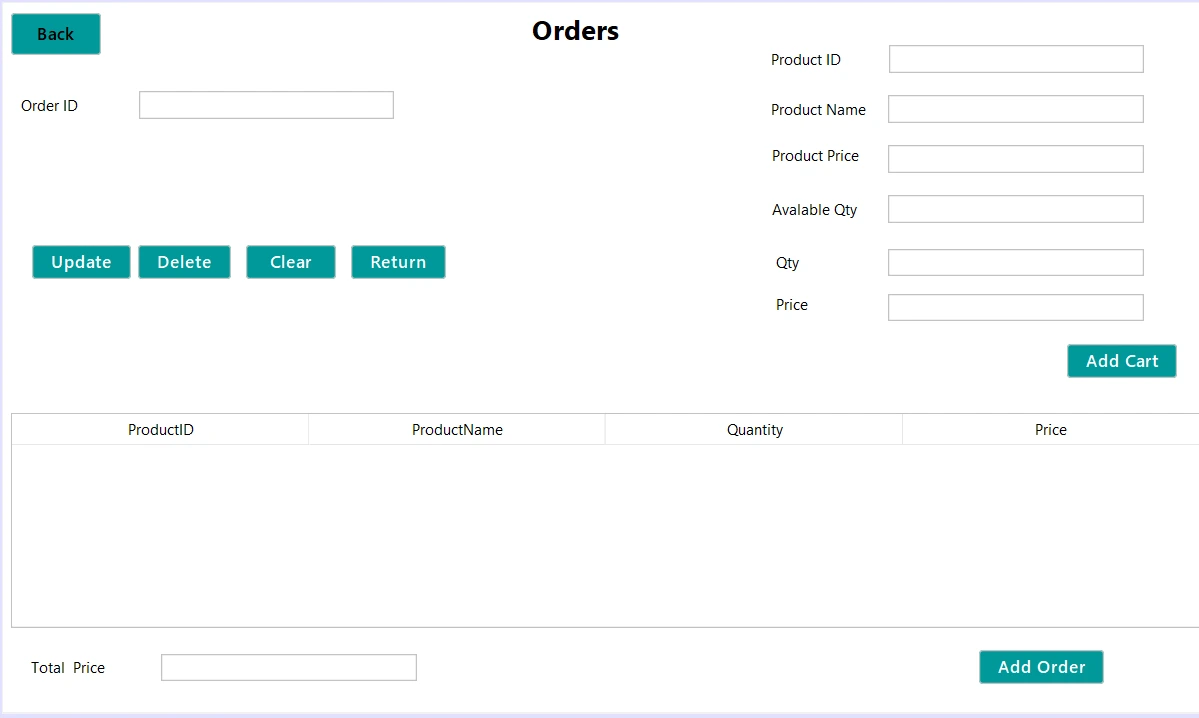 Back
Orders
Product ID
Order ID
Product Name
Product Price
Avalable Qty
Update Delete Clear Return
Qty
Price
Add Cart
ProductID ProductName Quantity Price
Total Price
Add Order